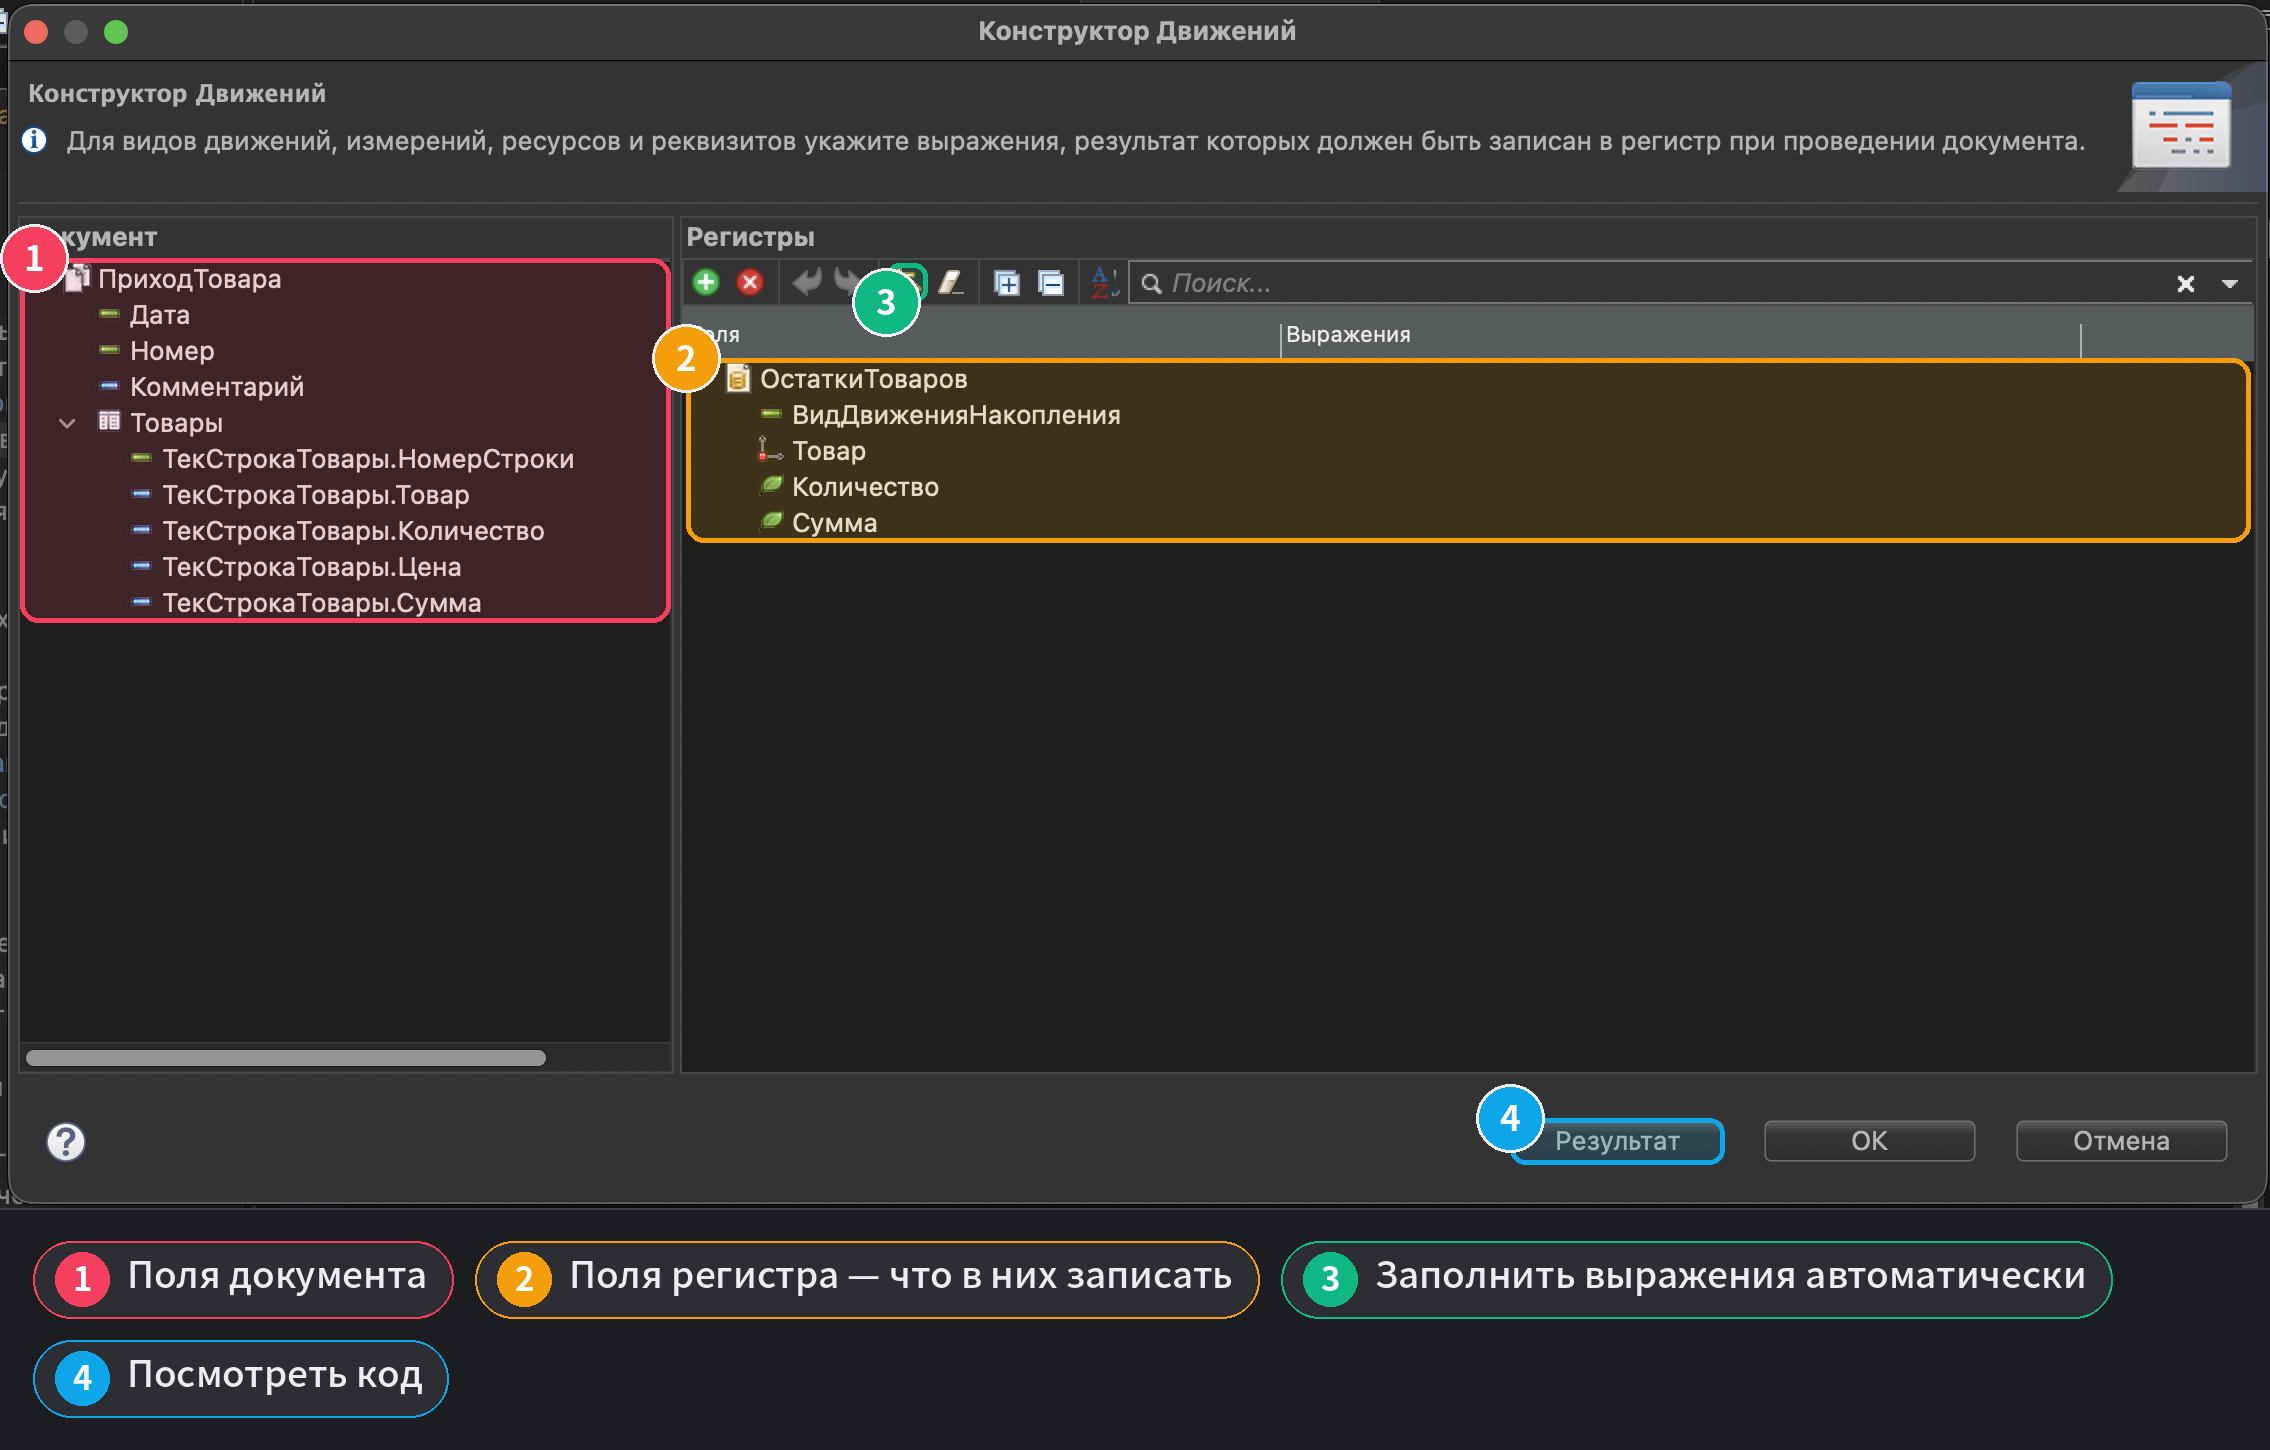 Конструктор Движений
Конструктор Движений
Для видов движений, измерений, ресурсов и реквизитов укажите выражения, результат которых должен быть записан в регистр при проведении документа.
1
кумент
ПриходТовара
Дата
Номер
Комментарий
Товары
ТекСтрокаТовары.НомерСтроки
ТекСтрокаТовары.Товар
ТекСтрокаТовары.Количество
ТекСтрокаТовары.Цена
ТекСтрокаТовары.Сумма
Регистры
3
Поиск...
2
оля
Выражения
ОстаткиТоваров
ВидДвиженияНакопления
Товар
Количество
Сумма
4
Результат
OK
Отмена
1 Поля документа
2 Поля регистра — что в них записать
3 Заполнить выражения автоматически
4 Посмотреть код